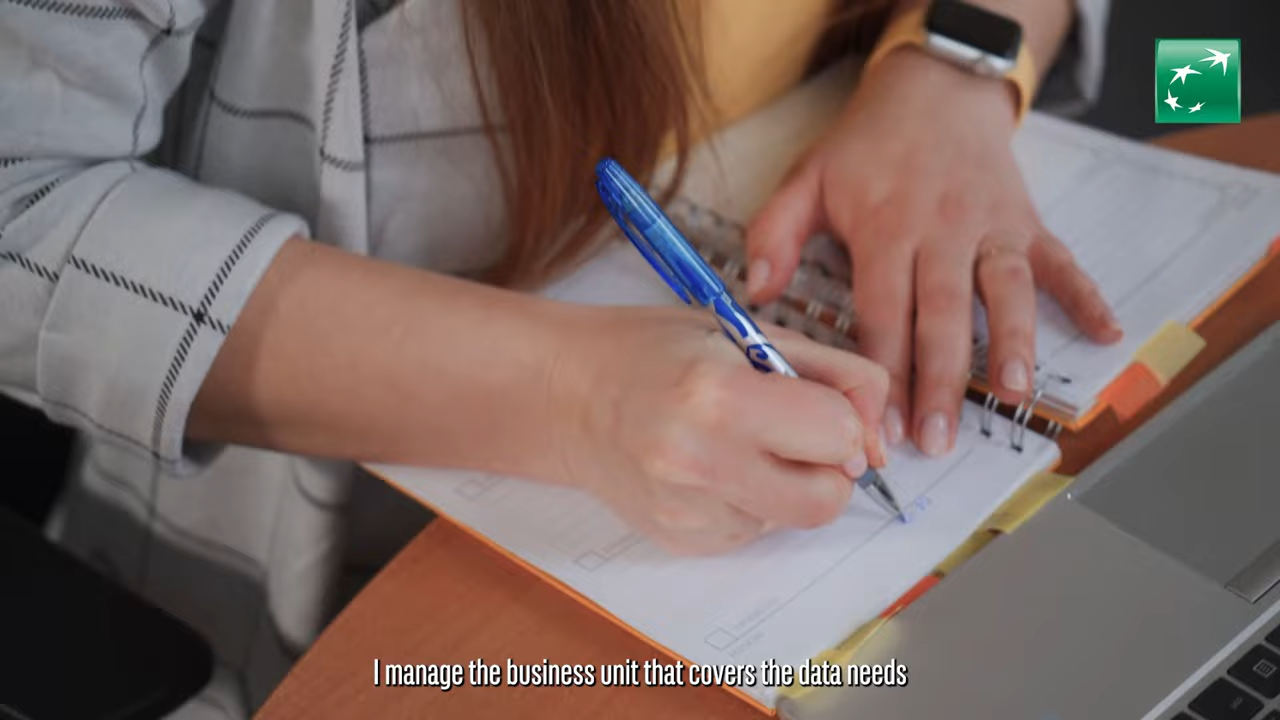 I manage the business unit that covers the data needs